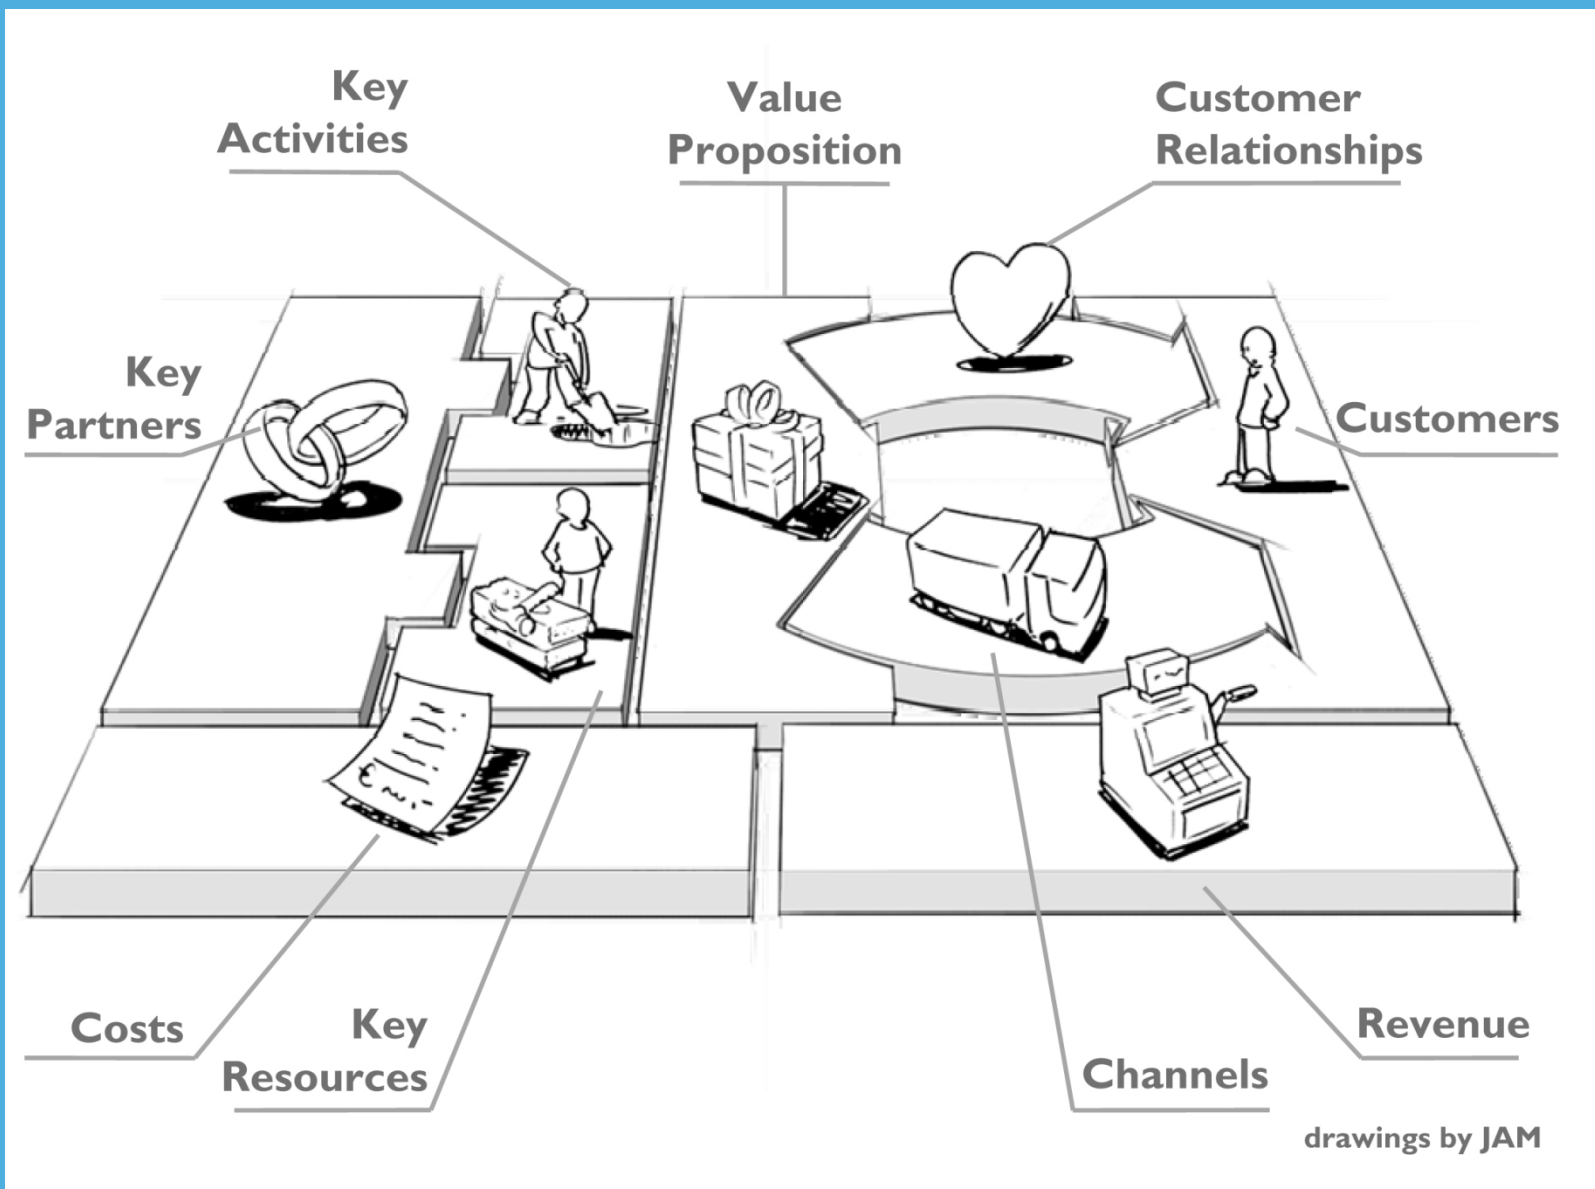 Key
Activities
Value
Proposition
Customer
Relationships
Key
Partners
Customers
Costs
Key
Resources
Channels
Revenue
drawings by JAM